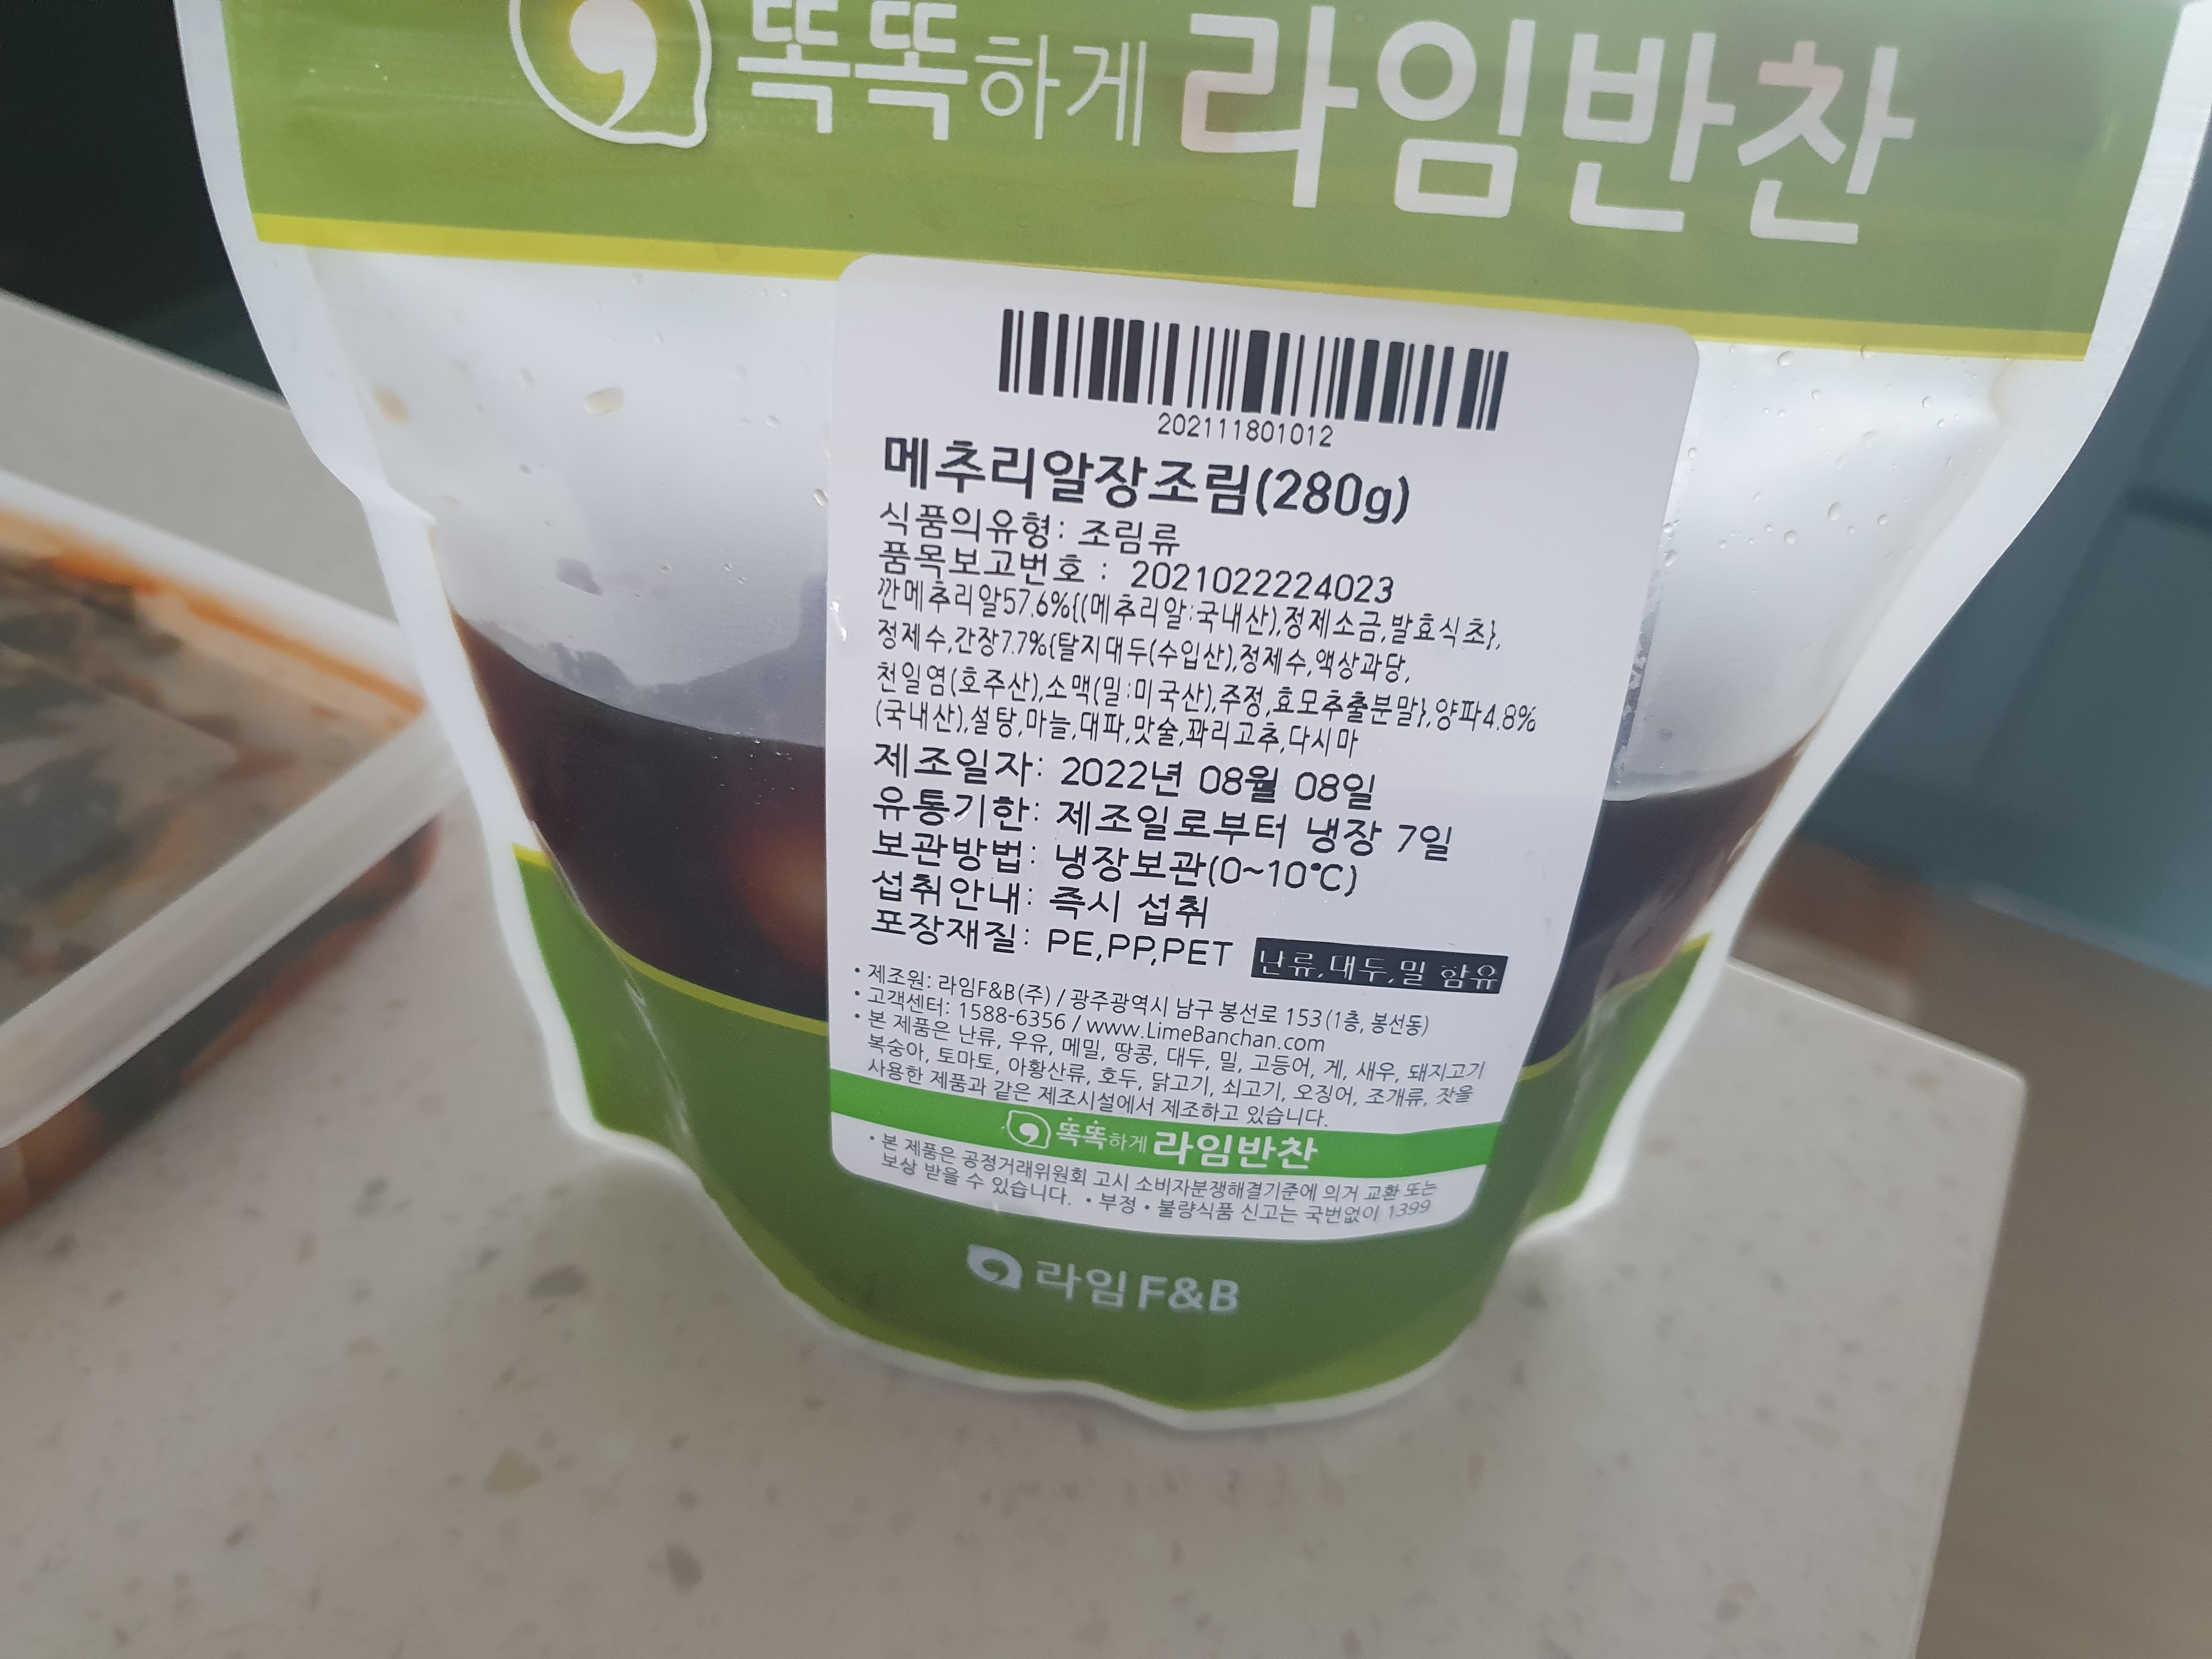 똑똑하게 라임반찬
202111801012
메추리알장조림(280g)
식품의유형: 조림류
품목보고번호 : 2021022224023
깐메추리알57.6%{(메추리알:국내산),정제소금,발효식초},
정제수,간장7.7%{탈지대두(수입산),정제수,액상과당,
천일염(호주산),소맥(밀:미국산),주정,효모추출분말},양파4.8%
(국내산),설탕,마늘,대파,맛술,꽈리고추,다시마
제조일자: 2022년 08월 08일
유통기한: 제조일로부터 냉장 7일
보관방법: 냉장보관(0~10℃)
섭취안내: 즉시 섭취
포장재질: PE,PP,PET 난류,대두,밀 함유
• 제조원: 라임F&B(주) / 광주광역시 남구 봉선로 153(1층, 봉선동)
• 고객센터: 1588-6356 / www.LimeBanchan.com
• 본 제품은 난류, 우유, 메밀, 땅콩, 대두, 밀, 고등어, 게, 새우, 돼지고기
복숭아, 토마토, 아황산류, 호두, 닭고기, 쇠고기, 오징어, 조개류, 잣을
사용한 제품과 같은 제조시설에서 제조하고 있습니다.
똑똑하게 라임반찬
• 본 제품은 공정거래위원회 고시 소비자분쟁해결기준에 의거 교환 또는
보상 받을 수 있습니다. • 부정 • 불량식품 신고는 국번없이 1399
라임F&B